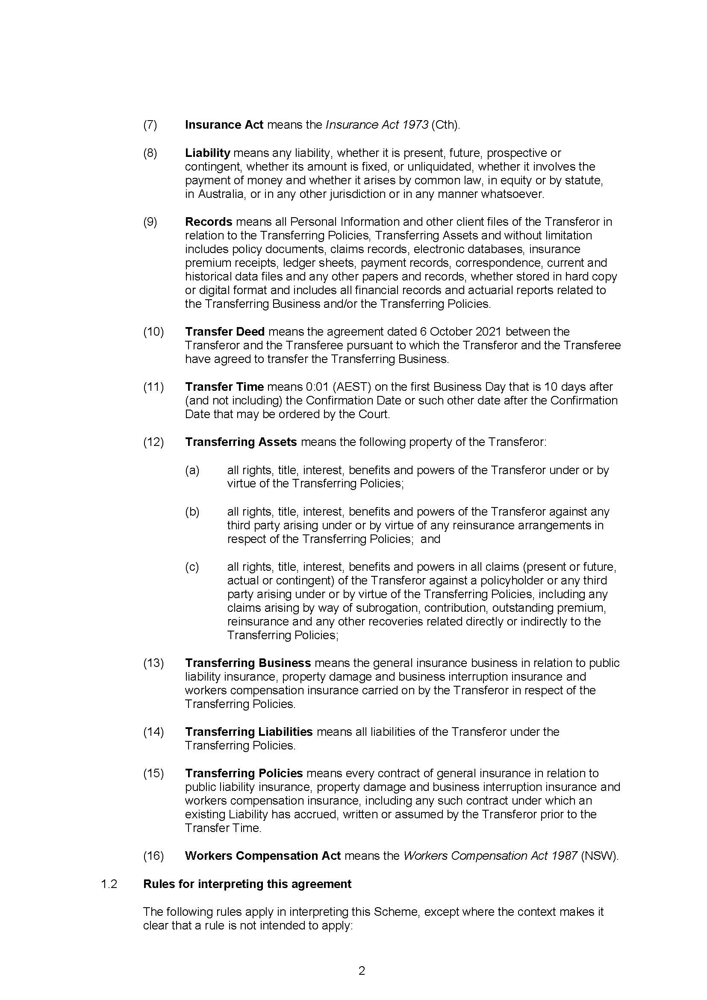 (7) Insurance Act means the Insurance Act 1973 (Cth).
(8) Liability means any liability, whether it is present, future, prospective or
contingent, whether its amount is fixed, or unliquidated, whether it involves the
payment of money and whether it arises by common law, in equity or by statute,
in Australia, or in any other jurisdiction or in any manner whatsoever.
(9) Records means all Personal Information and other client files of the Transferor in
relation to the Transferring Policies, Transferring Assets and without limitation
includes policy documents, claims records, electronic databases, insurance
premium receipts, ledger sheets, payment records, correspondence, current and
historical data files and any other papers and records, whether stored in hard copy
or digital format and includes all financial records and actuarial reports related to
the Transferring Business and/or the Transferring Policies.
(10) Transfer Deed means the agreement dated 6 October 2021 between the
Transferor and the Transferee pursuant to which the Transferor and the Transferee
have agreed to transfer the Transferring Business.
(11) Transfer Time means 0:01 (AEST) on the first Business Day that is 10 days after
(and not including) the Confirmation Date or such other date after the Confirmation
Date that may be ordered by the Court.
(12) Transferring Assets means the following property of the Transferor:
(a) all rights, title, interest, benefits and powers of the Transferor under or by
virtue of the Transferring Policies;
(b) all rights, title, interest, benefits and powers of the Transferor against any
third party arising under or by virtue of any reinsurance arrangements in
respect of the Transferring Policies; and
(c) all rights, title, interest, benefits and powers in all claims (present or future,
actual or contingent) of the Transferor against a policyholder or any third
party arising under or by virtue of the Transferring Policies, including any
claims arising by way of subrogation, contribution, outstanding premium,
reinsurance and any other recoveries related directly or indirectly to the
Transferring Policies;
(13) Transferring Business means the general insurance business in relation to public
liability insurance, property damage and business interruption insurance and
workers compensation insurance carried on by the Transferor in respect of the
Transferring Policies.
(14) Transferring Liabilities means all liabilities of the Transferor under the
Transferring Policies.
(15) Transferring Policies means every contract of general insurance in relation to
public liability insurance, property damage and business interruption insurance and
workers compensation insurance, including any such contract under which an
existing Liability has accrued, written or assumed by the Transferor prior to the
Transfer Time.
(16) Workers Compensation Act means the Workers Compensation Act 1987 (NSW).
1.2 Rules for interpreting this agreement
The following rules apply in interpreting this Scheme, except where the context makes it
clear that a rule is not intended to apply:
2